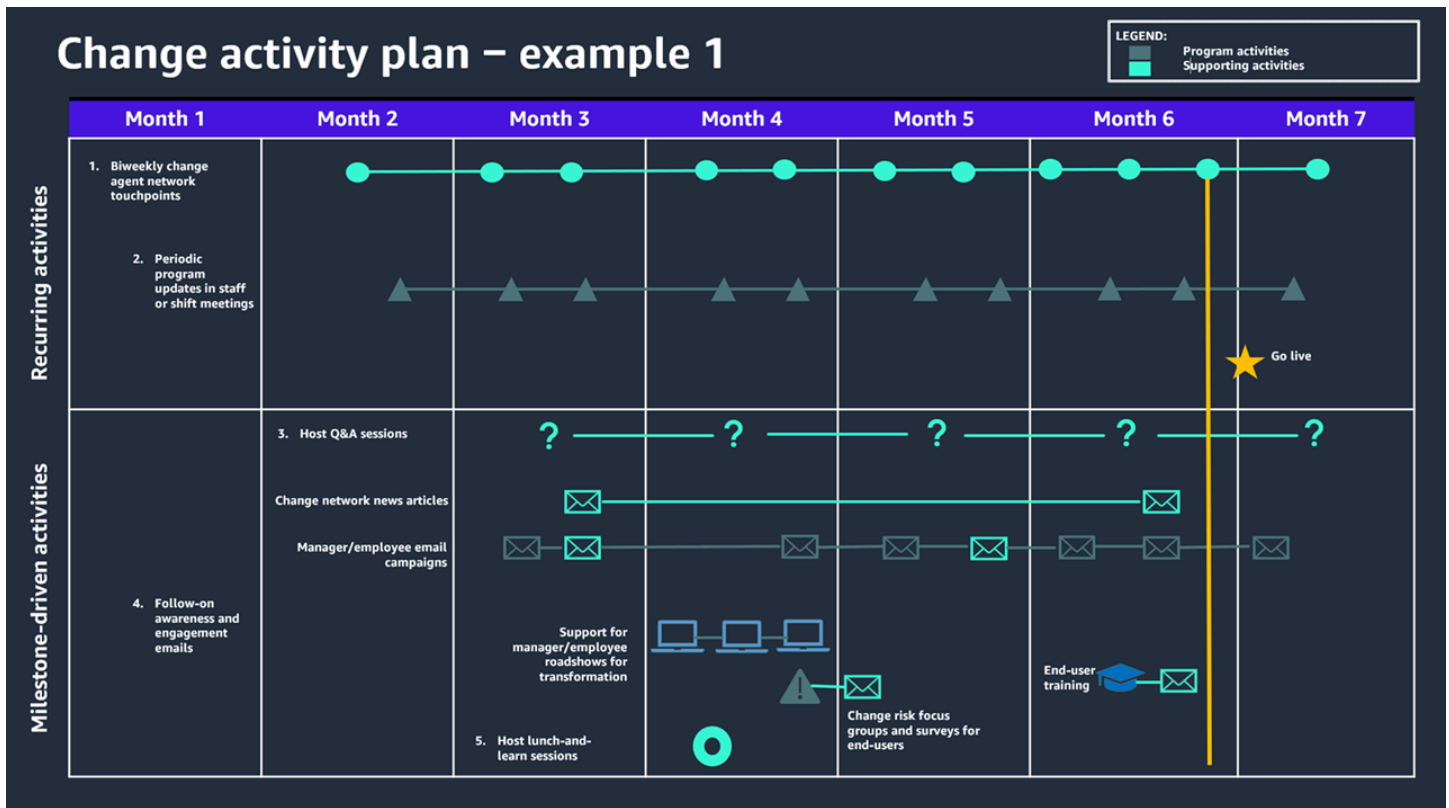 Change activity plan – example 1
LEGEND:
Program activities
Supporting activities
Month 1
Month 2
Month 3
Month 4
Month 5
Month 6
Month 7
Recurring activities
1. Biweekly change
agent network
touchpoints
2. Periodic
program
updates in staff
or shift meetings
Go live
Milestone-driven activities
3. Host Q&A sessions
? ? ? ? ?
Change network news articles
Manager/employee email
campaigns
4. Follow-on
awareness and
engagement
emails
Support for
manager/employee
roadshows for
transformation
!
Change risk focus
groups and surveys for
end-users
End-user
training
5. Host lunch-and-
learn sessions